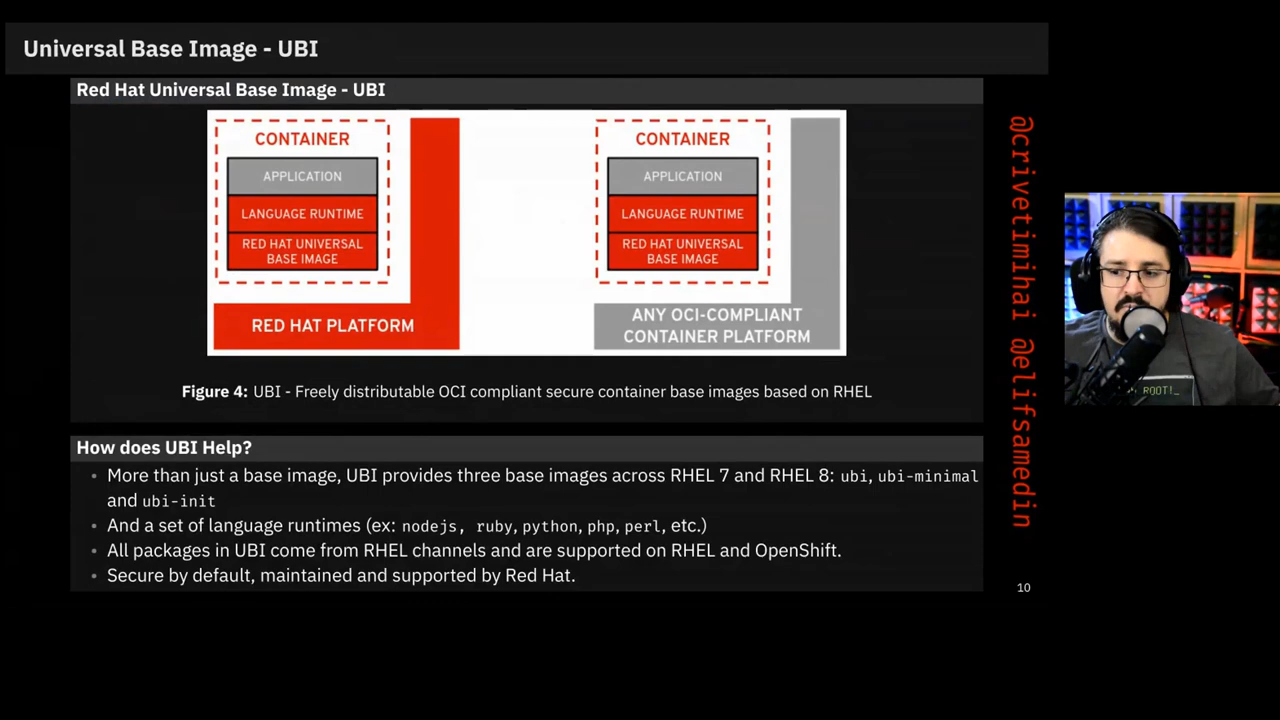 Universal Base Image - UBI
Red Hat Universal Base Image - UBI
CONTAINER
APPLICATION
LANGUAGE RUNTIME
RED HAT UNIVERSAL
BASE IMAGE
RED HAT PLATFORM
CONTAINER
APPLICATION
LANGUAGE RUNTIME
RED HAT UNIVERSAL
BASE IMAGE
ANY OCI-COMPLIANT
CONTAINER PLATFORM
Figure 4: UBI - Freely distributable OCI compliant secure container base images based on RHEL
How does UBI Help?
• More than just a base image, UBI provides three base images across RHEL 7 and RHEL 8: ubi, ubi-minimal
and ubi-init
• And a set of language runtimes (ex: nodejs, ruby, python, php, perl, etc.)
• All packages in UBI come from RHEL channels and are supported on RHEL and OpenShift.
• Secure by default, maintained and supported by Red Hat.
10
@crivetimihai @elifsamedin
ROOT!_